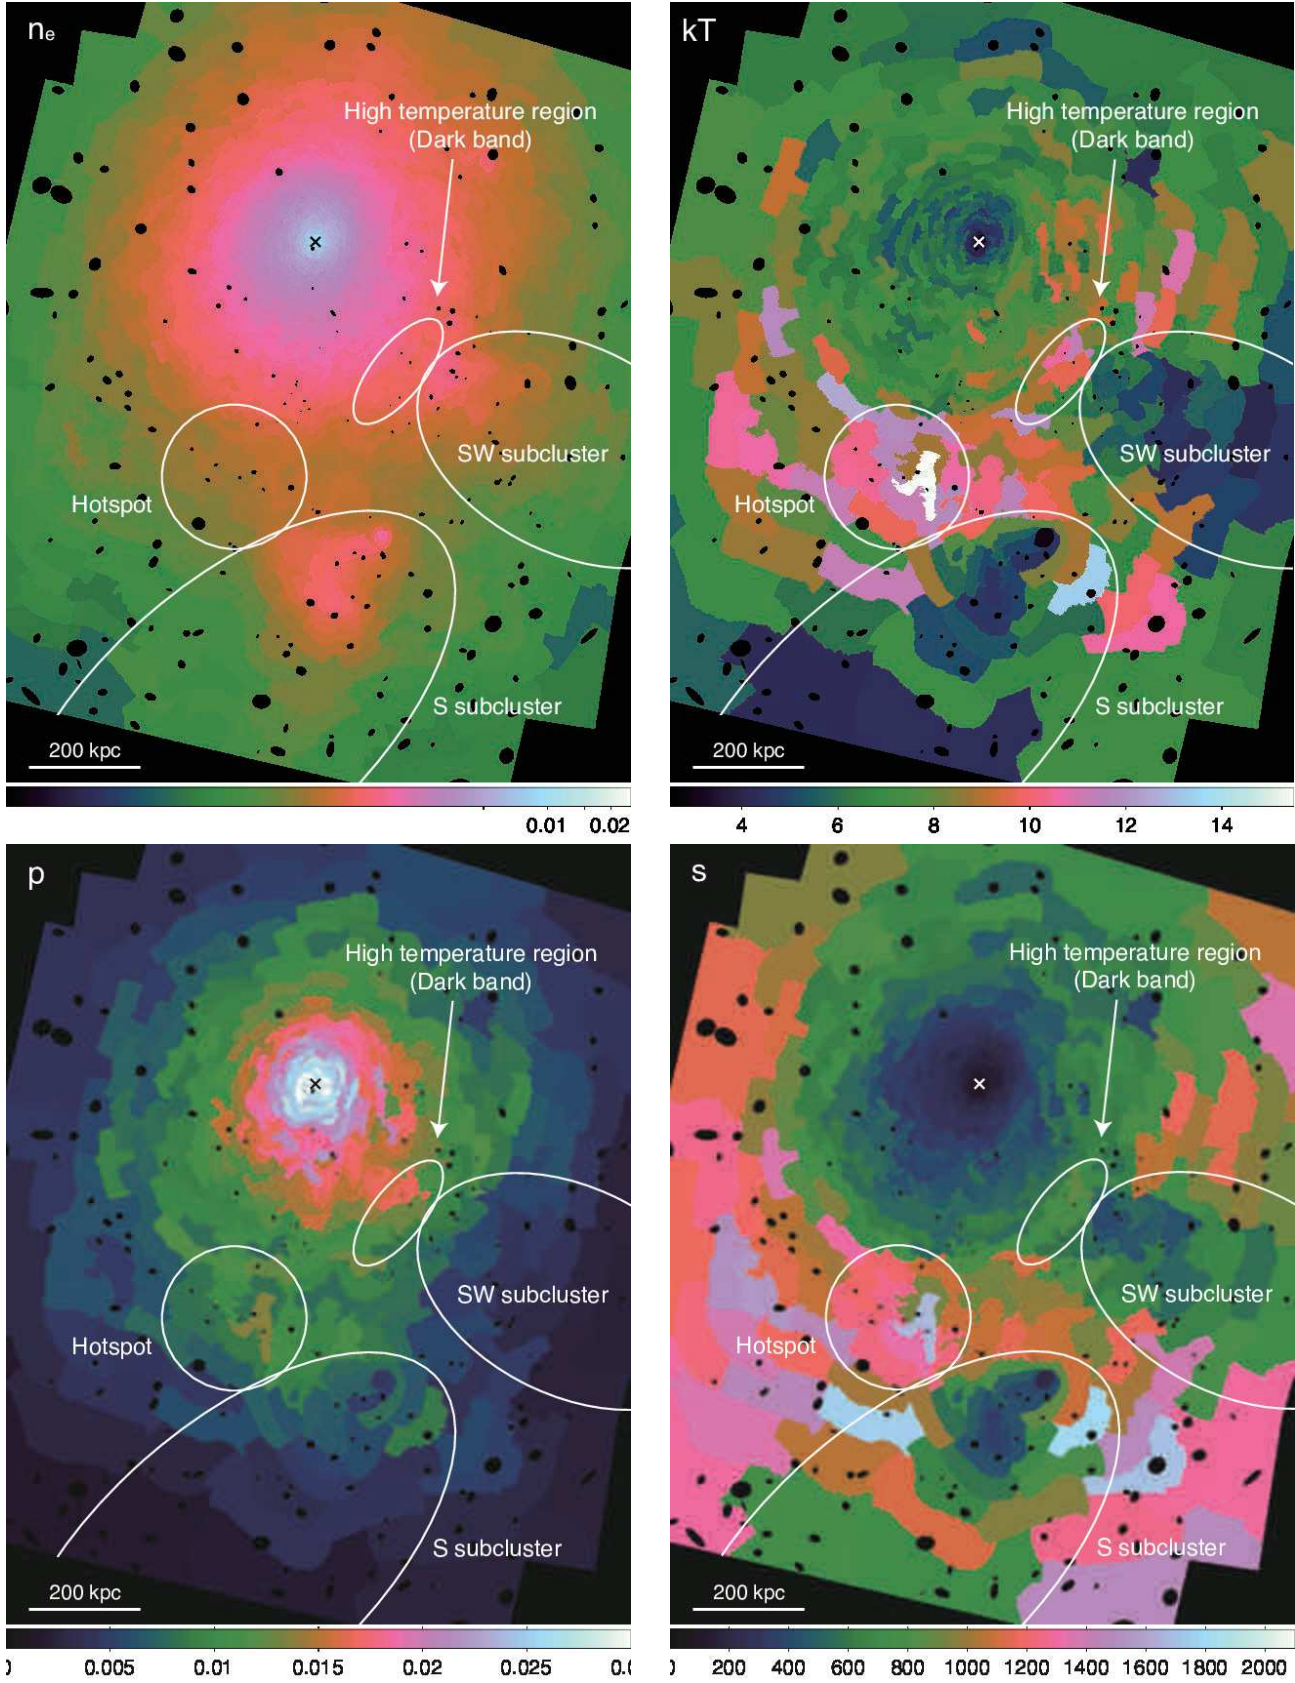 nₑ
High temperature region
(Dark band)
SW subcluster
Hotspot
S subcluster
200 kpc
0.01 0.02
kT
High temperature region
(Dark band)
SW subcluster
Hotspot
S subcluster
200 kpc
4 6 8 10 12 14
p
High temperature region
(Dark band)
SW subcluster
Hotspot
S subcluster
200 kpc
0.005 0.01 0.015 0.02 0.025
s
High temperature region
(Dark band)
SW subcluster
Hotspot
S subcluster
200 kpc
200 400 600 800 1000 1200 1400 1600 1800 2000